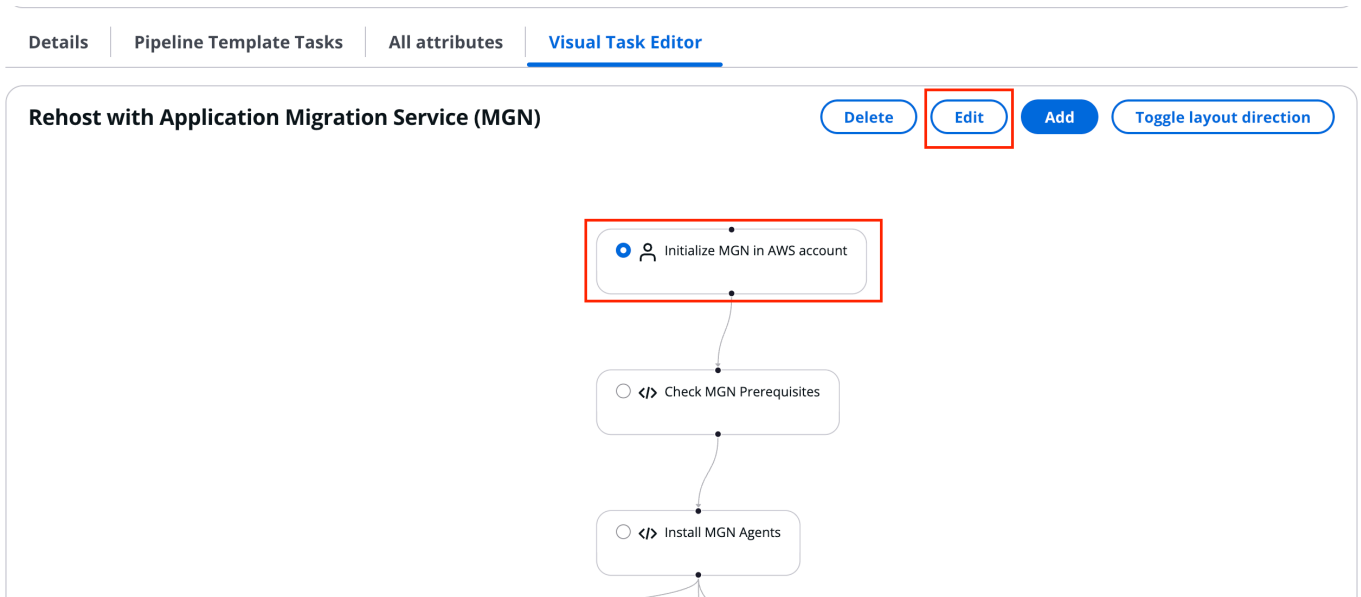 Details Pipeline Template Tasks All attributes Visual Task Editor
Rehost with Application Migration Service (MGN) Delete Edit Add Toggle layout direction
Initialize MGN in AWS account
</> Check MGN Prerequisites
</> Install MGN Agents